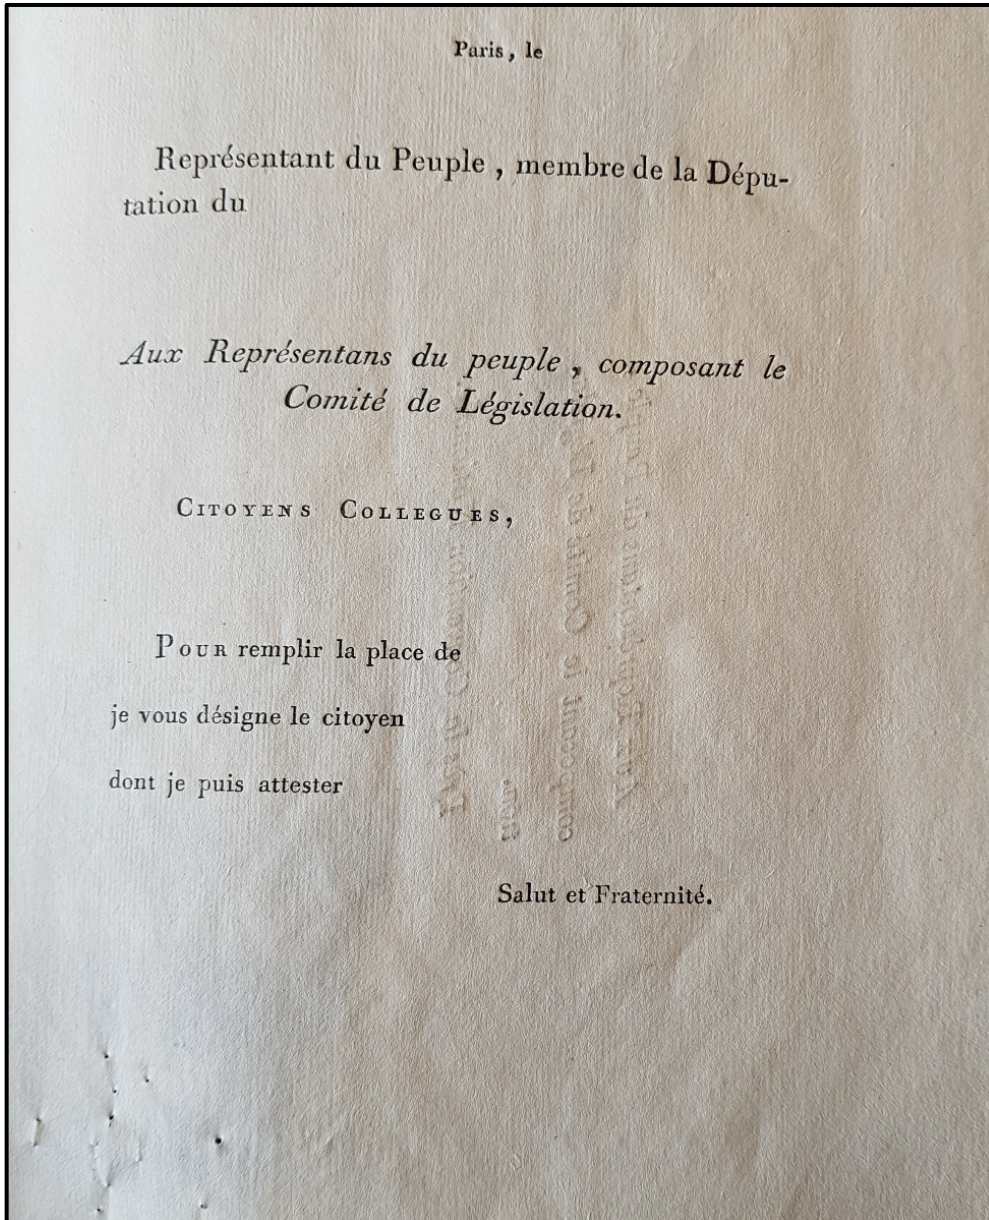 Paris, le
Représentant du Peuple, membre de la Dépu-
tation du
Aux Représentans du peuple, composant le
Comité de Législation.
CITOYENS COLLEGUES,
POUR remplir la place de
je vous désigne le citoyen
dont je puis attester
Salut et Fraternité.